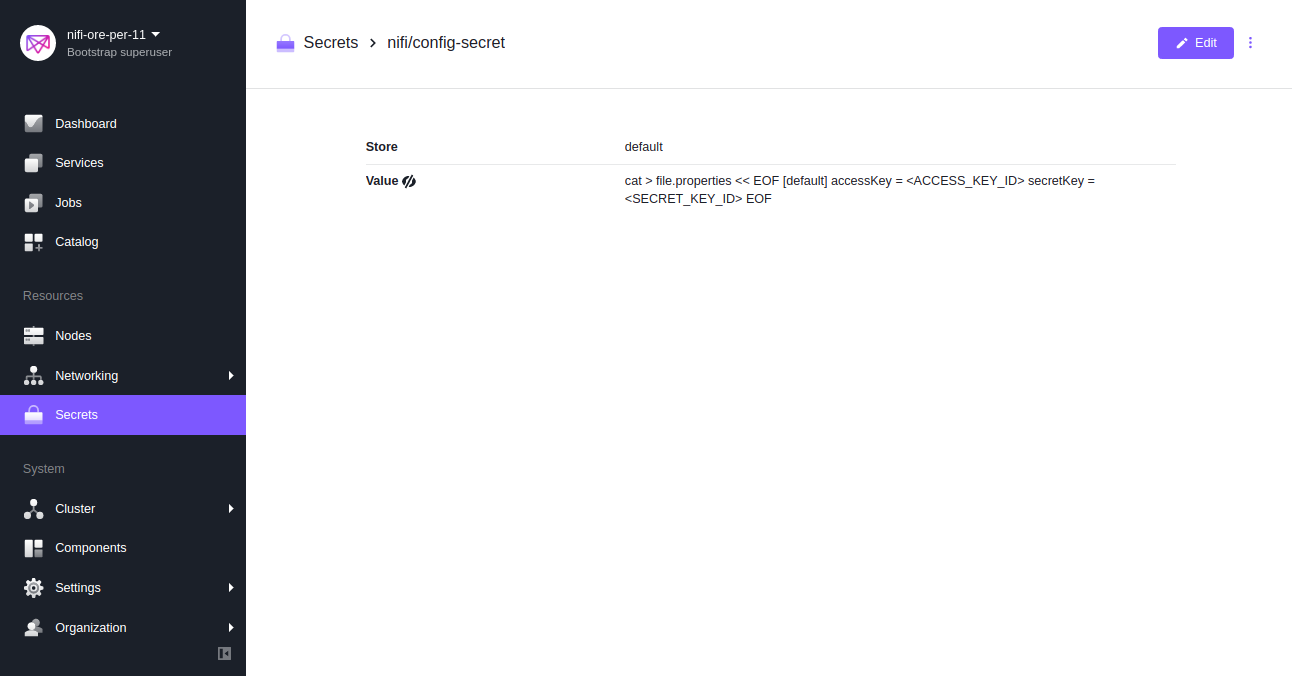 nifi-ore-per-11
Bootstrap superuser
Dashboard
Services
Jobs
Catalog
Resources
Nodes
Networking
Secrets
System
Cluster
Components
Settings
Organization
Secrets > nifi/config-secret
Edit
Store default
Value cat > file.properties << EOF [default] accessKey = <ACCESS_KEY_ID> secretKey =
<SECRET_KEY_ID> EOF